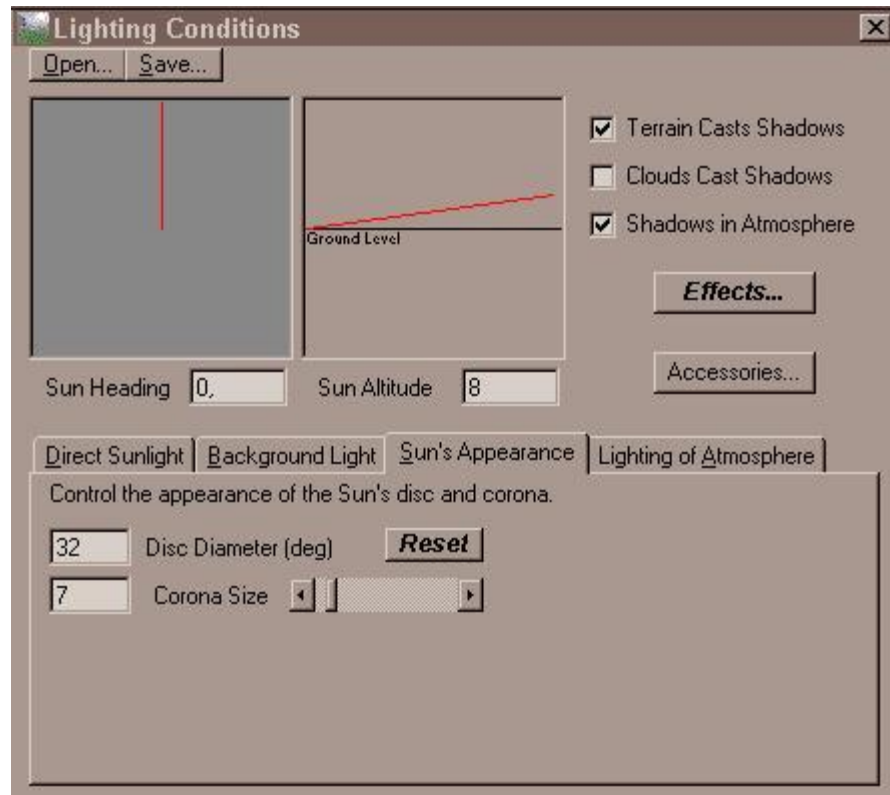 Lighting Conditions
Open... Save...
Terrain Casts Shadows
Clouds Cast Shadows
Shadows in Atmosphere
Ground Level
Effects...
Accessories...
Sun Heading 0, Sun Altitude 8
Direct Sunlight Background Light Sun's Appearance Lighting of Atmosphere
Control the appearance of the Sun's disc and corona.
32 Disc Diameter (deg) Reset
7 Corona Size